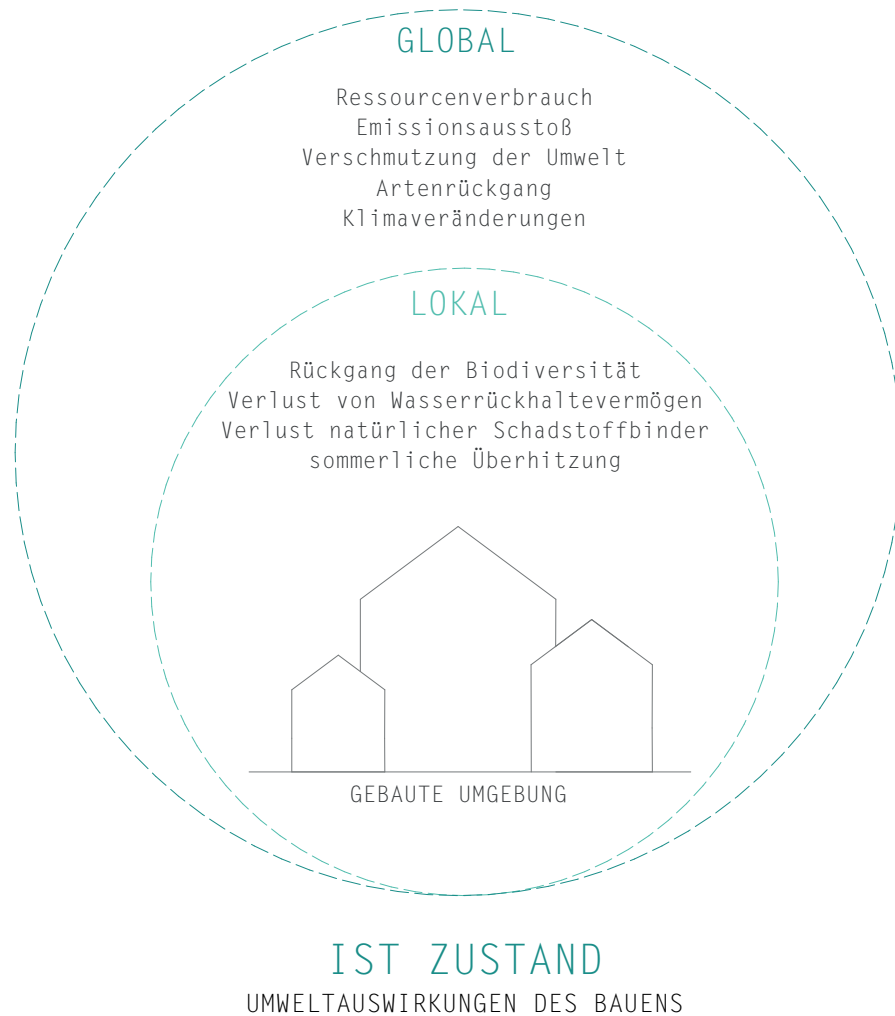 GLOBAL
Ressourcenverbrauch
Emissionsausstoß
Verschmutzung der Umwelt
Artenrückgang
Klimaveränderungen
LOKAL
Rückgang der Biodiversität
Verlust von Wasserrückhaltevermögen
Verlust natürlicher Schadstoffbinder
sommerliche Überhitzung
GEBAUTE UMGEBUNG
IST ZUSTAND
UMWELTAUSWIRKUNGEN DES BAUENS